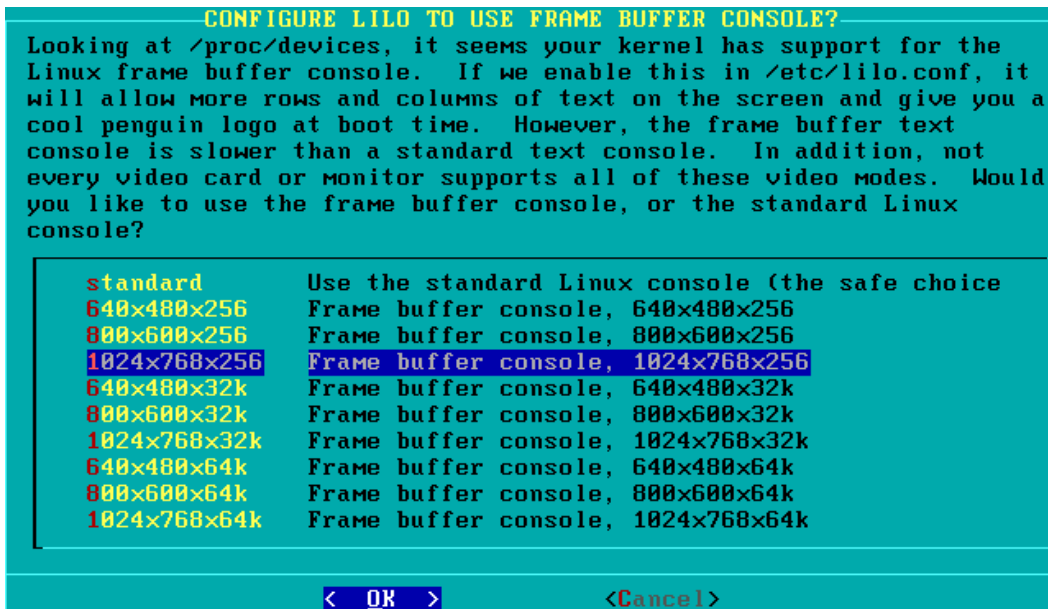 CONFIGURE LILO TO USE FRAME BUFFER CONSOLE?
Looking at /proc/devices, it seems your kernel has support for the
Linux frame buffer console.  If we enable this in /etc/lilo.conf, it
will allow more rows and columns of text on the screen and give you a
cool penguin logo at boot time.  However, the frame buffer text
console is slower than a standard text console.  In addition, not
every video card or monitor supports all of these video modes.  Would
you like to use the frame buffer console, or the standard Linux
console?
standard Use the standard Linux console (the safe choice
640x480x256 Frame buffer console, 640x480x256
800x600x256 Frame buffer console, 800x600x256
1024x768x256 Frame buffer console, 1024x768x256
640x480x32k Frame buffer console, 640x480x32k
800x600x32k Frame buffer console, 800x600x32k
1024x768x32k Frame buffer console, 1024x768x32k
640x480x64k Frame buffer console, 640x480x64k
800x600x64k Frame buffer console, 800x600x64k
1024x768x64k Frame buffer console, 1024x768x64k
< OK > <Cancel>